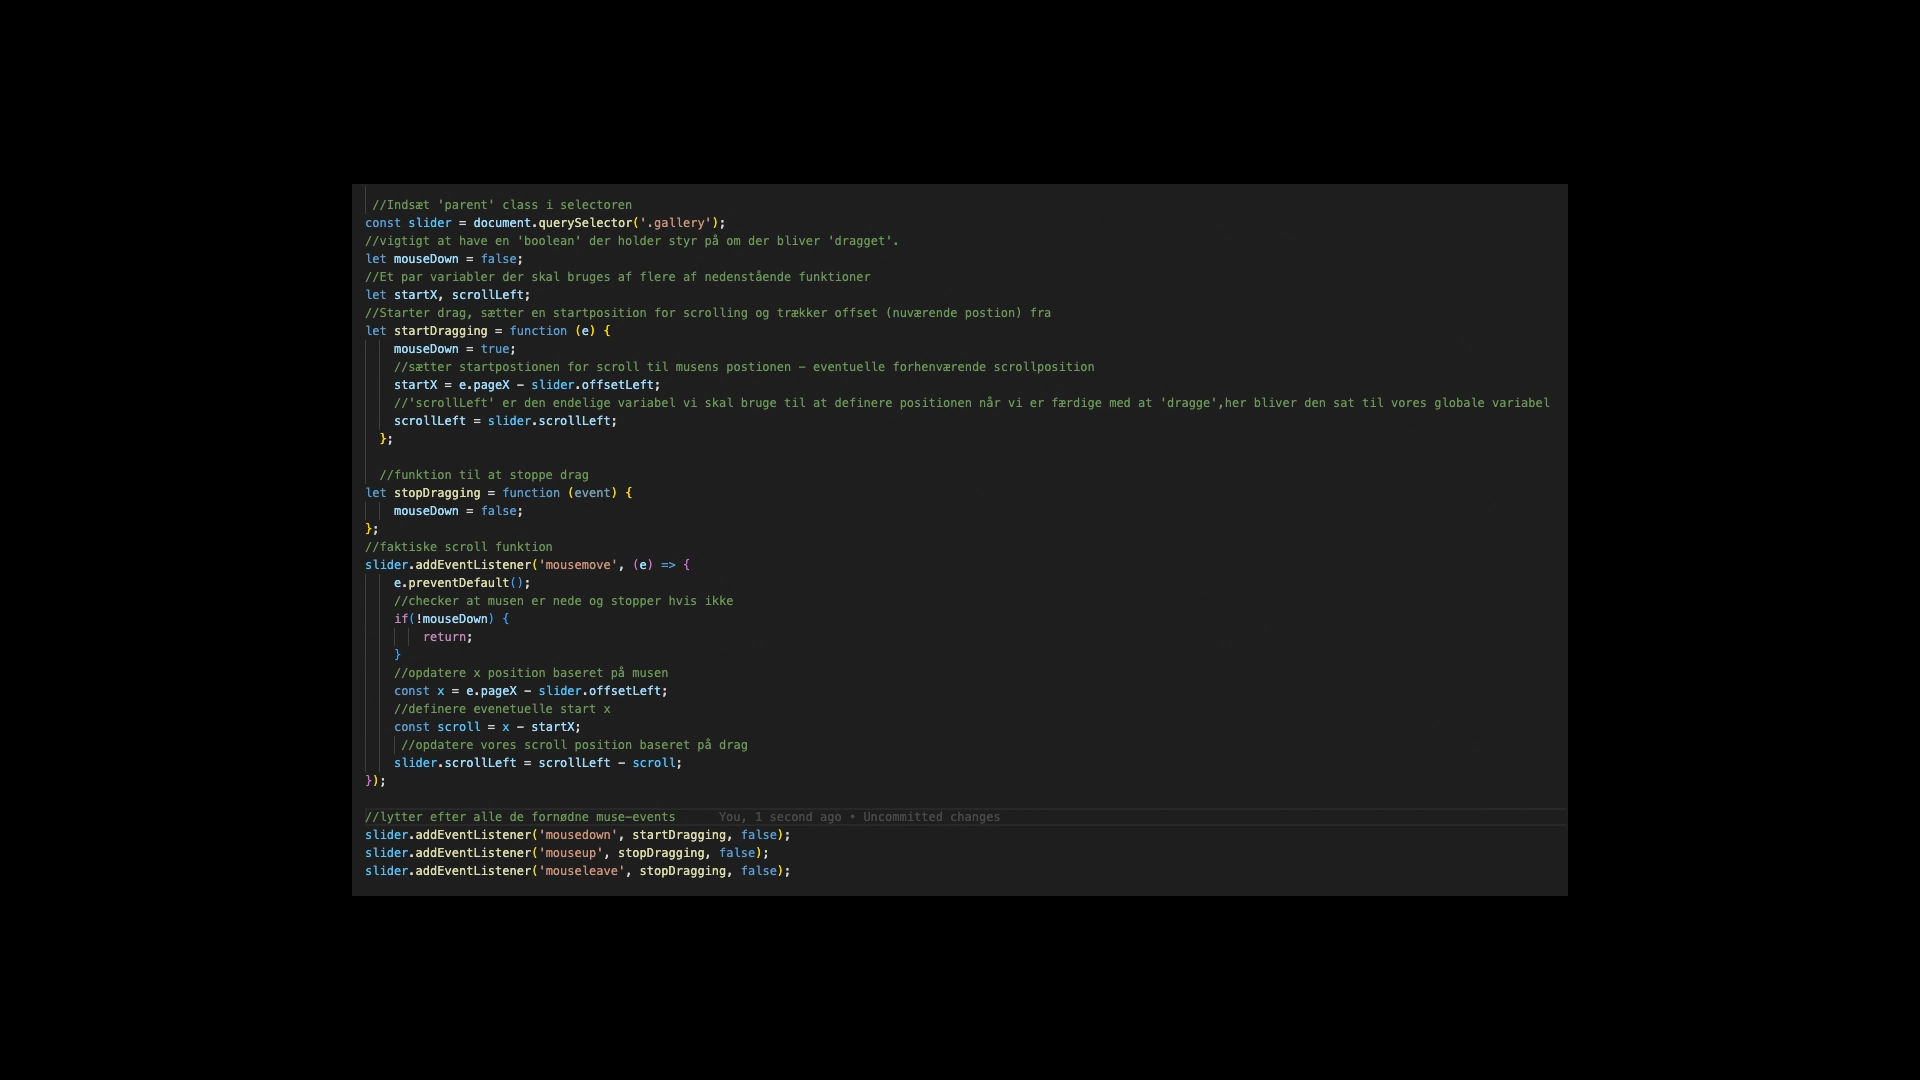 //Indsæt 'parent' class i selectoren
const slider = document.querySelector('.gallery');
//vigtigt at have en 'boolean' der holder styr på om der bliver 'dragget'.
let mouseDown = false;
//Et par variabler der skal bruges af flere af nedenstående funktioner
let startX, scrollLeft;
//Starter drag, sætter en startposition for scrolling og trækker offset (nuværende postion) fra
let startDragging = function (e) {
mouseDown = true;
//sætter startpostionen for scroll til musens postionen – eventuelle forhenværende scrollposition
startX = e.pageX - slider.offsetLeft;
//'scrollLeft' er den endelige variabel vi skal bruge til at definere positionen når vi er færdige med at 'dragge',her bliver den sat til vores globale variabel
scrollLeft = slider.scrollLeft;
};
//funktion til at stoppe drag
let stopDragging = function (event) {
mouseDown = false;
};
//faktiske scroll funktion
slider.addEventListener('mousemove', (e) => {
e.preventDefault();
//checker at musen er nede og stopper hvis ikke
if(!mouseDown) {
return;
}
//opdatere x position baseret på musen
const x = e.pageX - slider.offsetLeft;
//definere evenetuelle start x
const scroll = x - startX;
//opdatere vores scroll position baseret på drag
slider.scrollLeft = scrollLeft - scroll;
});
//lytter efter alle de fornødne muse-events You, 1 second ago • Uncommitted changes
slider.addEventListener('mousedown', startDragging, false);
slider.addEventListener('mouseup', stopDragging, false);
slider.addEventListener('mouseleave', stopDragging, false);